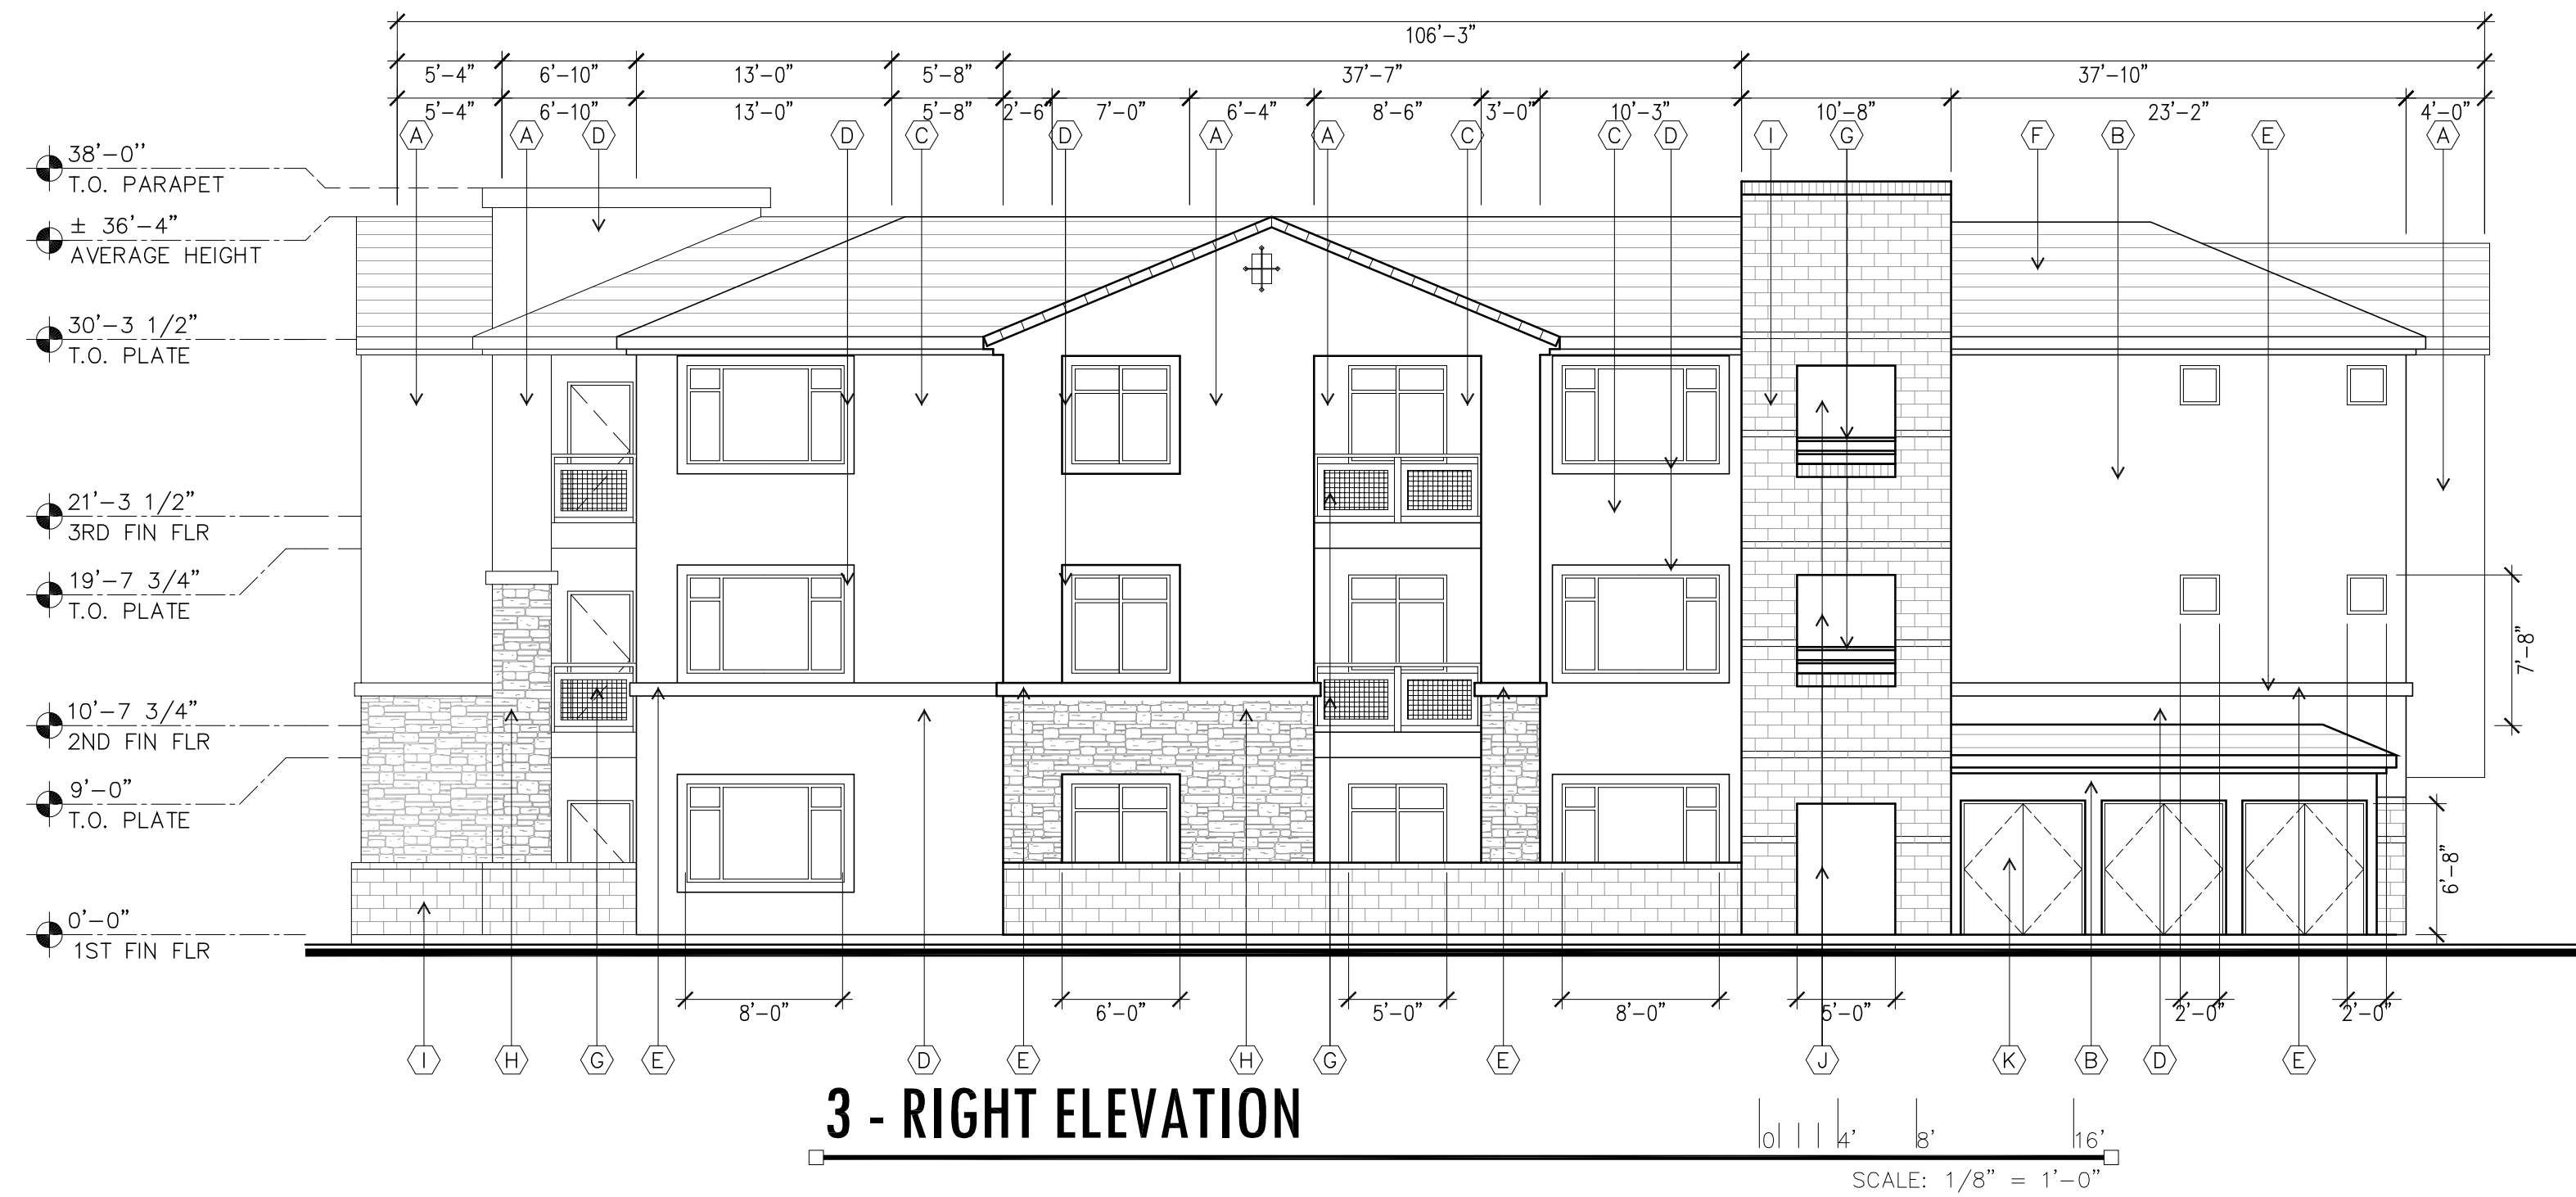 106'-3"
5'-4" 6'-10" 13'-0" 5'-8" 37'-7" 37'-10"
5'-4" 6'-10" 13'-0" 5'-8" 2'-6" 7'-0" 6'-4" 8'-6" 3'-0" 10'-3" 10'-8" 23'-2" 4'-0"
A A D D C D A A C C D I G F B E A
38'-0''
T.O. PARAPET
± 36'-4"
AVERAGE HEIGHT
30'-3 1/2"
T.O. PLATE
21'-3 1/2"
3RD FIN FLR
19'-7 3/4"
T.O. PLATE
7'-8"
10'-7 3/4"
2ND FIN FLR
9'-0"
T.O. PLATE
6'-8"
0'-0"
1ST FIN FLR
8'-0" 6'-0" 5'-0" 8'-0" 5'-0" 2'-0" 2'-0"
I H G E D E H G E J K B D E
3 - RIGHT ELEVATION
0 4' 8' 16'
SCALE: 1/8" = 1'-0"